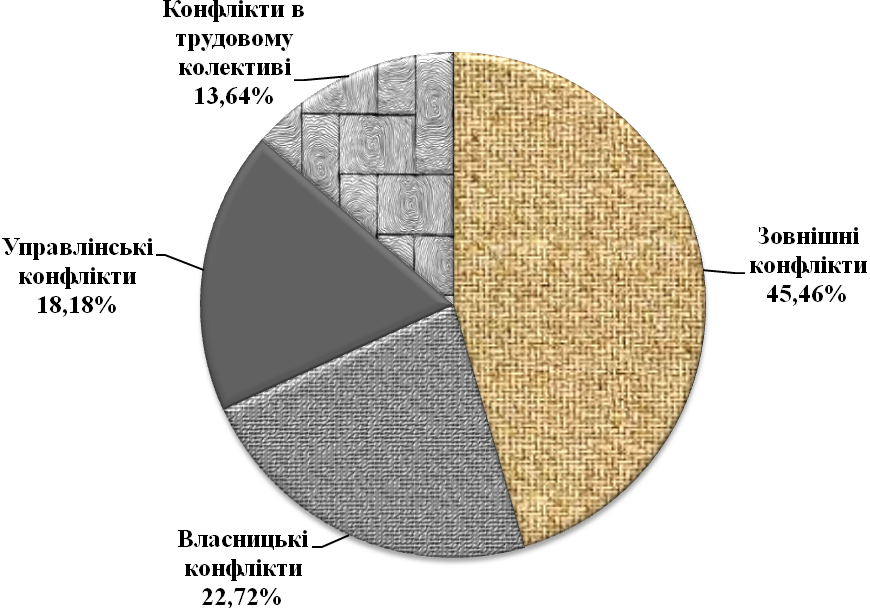 Конфлікти в
трудовому
колективі
13,64%
Зовнішні
конфлікти
45,46%
Управлінські
конфлікти
18,18%
Власницькі
конфлікти
22,72%